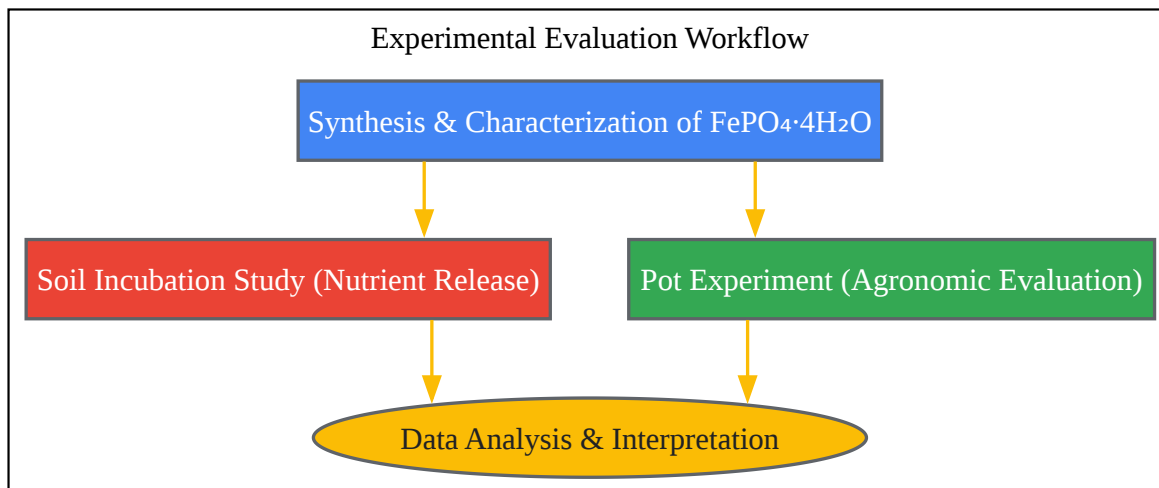 Experimental Evaluation Workflow
Synthesis & Characterization of FePO₄·4H₂O
Soil Incubation Study (Nutrient Release)
Pot Experiment (Agronomic Evaluation)
Data Analysis & Interpretation